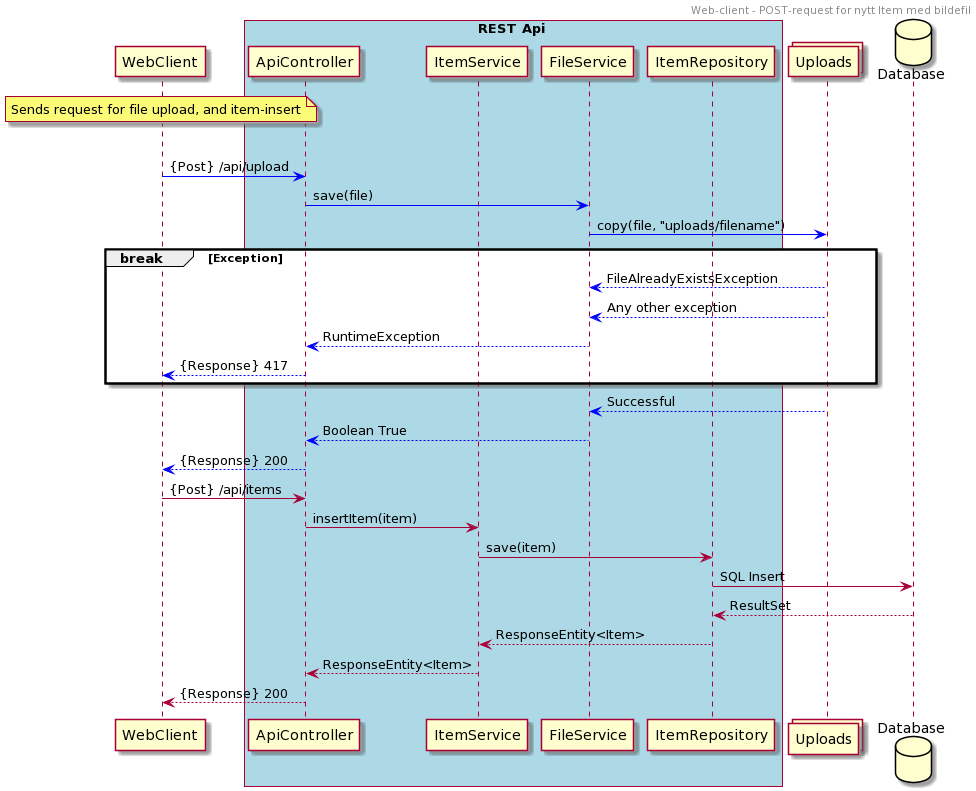 Web-client - POST-request for nytt Item med bildefil
REST Api
WebClient
ApiController
ItemService
FileService
ItemRepository
Uploads
Database
Sends request for file upload, and item-insert
{Post} /api/upload
save(file)
copy(file, "uploads/filename")
break
[Exception]
FileAlreadyExistsException
Any other exception
RuntimeException
{Response} 417
Successful
Boolean True
{Response} 200
{Post} /api/items
insertItem(item)
save(item)
SQL Insert
ResultSet
ResponseEntity<Item>
ResponseEntity<Item>
{Response} 200
WebClient
ApiController
ItemService
FileService
ItemRepository
Uploads
Database